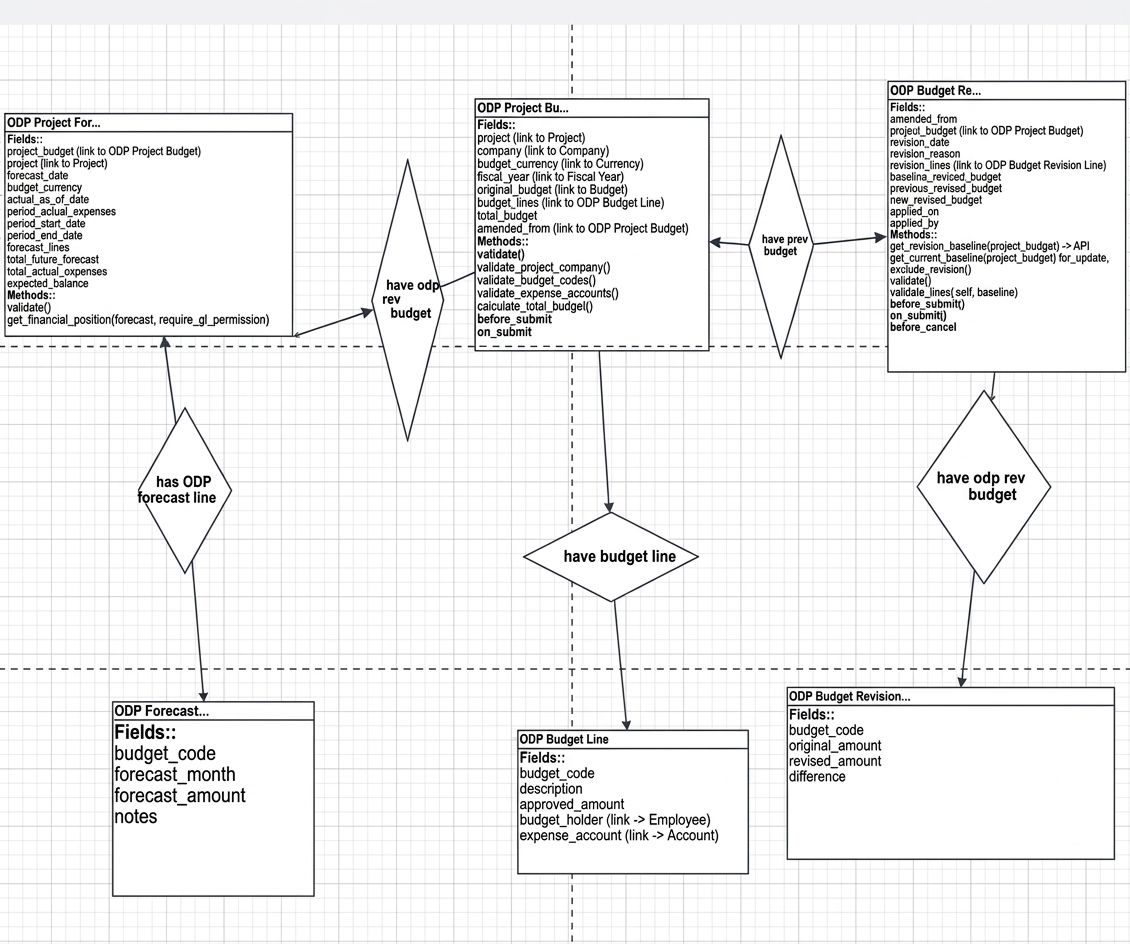 ODP Project For...
Fields::
project_budget (link to ODP Project Budget)
project (link to Project)
forecast_date
budget_currency
actual_as_of_date
period_aclual_expenses
period_start_date
period_end_date
forecast_lines
total_future_forecast
total_actual_expenses
expected_balance
Methods::
validate()
get_financial_position(forecast, require_gl_permission)
have odp
rev
budget
ODP Project Bu...
Fields::
project (link to Project)
company (link to Company)
budget_currency (link to Currency)
fiscal_year (link to Fiscal Year)
original_budget (link to Budget)
budget_lines (link to ODP Budget Line)
total_budget
amended_from (link to ODP Project Budget)
Methods::
validate()
validate_project_company()
validate_budget_codes()
validate_expense_accounts()
calculate_total_budget()
before_submit
on_submit
have prev
budget
ODP Budget Re...
Fields::
amended_from
project_budget (link to ODP Project Budget)
revision_date
revision_reason
revision_lines (link to ODP Budget Revision Line)
baselina_reviced_budget
previous_revised_budget
new_revised_budget
applied_on
applied_by
Methods::
get_revision_baseline(project_budget) -> API
get_current_baseline(project_budget) for_update,
exclude_revision()
validate()
validale_lines( self, baseline)
before_submit()
on_submit()
before_cancel
has ODP
forecast line
have budget line
have odp rev
budget
ODP Forecast...
Fields::
budget_code
forecast_month
forecast_amount
notes
ODP Budget Line
Fields::
budget_code
description
approved_amount
budget_holder (link -> Employee)
expense_account (link -> Account)
ODP Budget Revision...
Fields::
budget_code
original_amount
revised_amount
difference